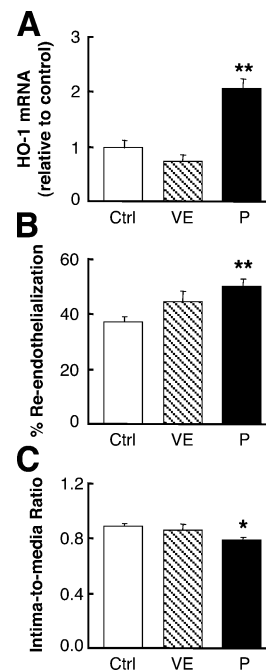 A
HO-1 mRNA
(relative to control)
3
2
1
0
**
Ctrl VE P
B
% Re-endothelialization
60
40
20
0
**
Ctrl VE P
C
Intima-to-media Ratio
1.2
0.8
0.4
0.0
*
Ctrl VE P